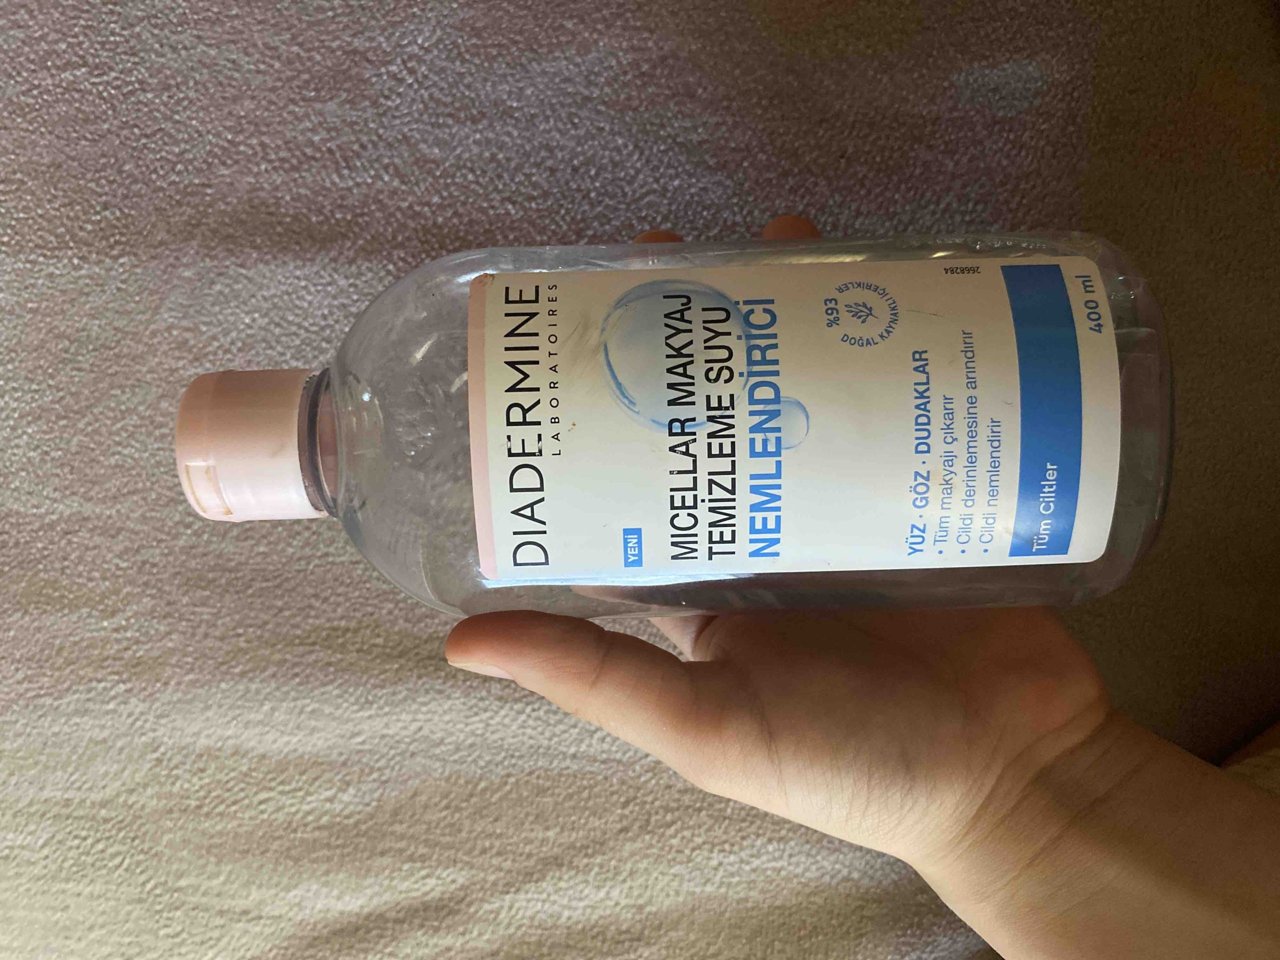 DIADERMINE
LABORATOIRES
YENİ
MICELLAR MAKYAJ
TEMİZLEME SUYU
NEMLENDİRİCİ
%93
DOĞAL KAYNAKLI İÇERİKLER
YÜZ · GÖZ · DUDAKLAR
• Tüm makyajı çıkarır
• Cildi derinlemesine arındırır
• Cildi nemlendirir
2668284
Tüm Ciltler
400 ml